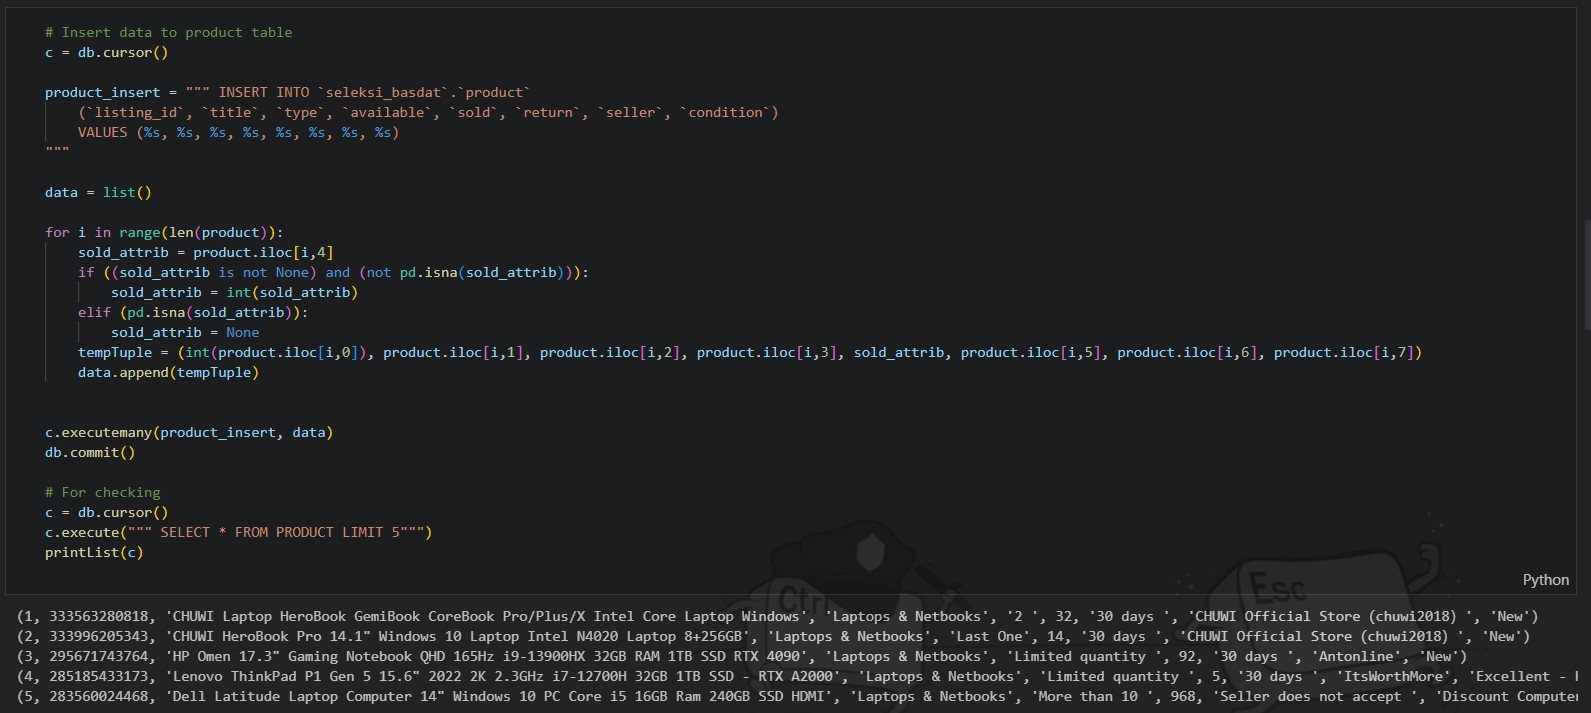 # Insert data to product table
c = db.cursor()
product_insert = """ INSERT INTO `seleksi_basdat`.`product`
(`listing_id`, `title`, `type`, `available`, `sold`, `return`, `seller`, `condition`)
VALUES (%s, %s, %s, %s, %s, %s, %s, %s)
"""
data = list()
for i in range(len(product)):
sold_attrib = product.iloc[i,4]
if ((sold_attrib is not None) and (not pd.isna(sold_attrib))):
sold_attrib = int(sold_attrib)
elif (pd.isna(sold_attrib)):
sold_attrib = None
tempTuple = (int(product.iloc[i,0]), product.iloc[i,1], product.iloc[i,2], product.iloc[i,3], sold_attrib, product.iloc[i,5], product.iloc[i,6], product.iloc[i,7])
data.append(tempTuple)
c.executemany(product_insert, data)
db.commit()
# For checking
c = db.cursor()
c.execute(""" SELECT * FROM PRODUCT LIMIT 5""")
printList(c)
Ctr
Esc
Python
(1, 333563280818, 'CHUWI Laptop HeroBook GemiBook CoreBook Pro/Plus/X Intel Core Laptop Windows', 'Laptops & Netbooks', '2 ', 32, '30 days ', 'CHUWI Official Store (chuwi2018) ', 'New')
(2, 333996205343, 'CHUWI HeroBook Pro 14.1" Windows 10 Laptop Intel N4020 Laptop 8+256GB', 'Laptops & Netbooks', 'Last One', 14, '30 days ', 'CHUWI Official Store (chuwi2018) ', 'New')
(3, 295671743764, 'HP Omen 17.3" Gaming Notebook QHD 165Hz i9-13900HX 32GB RAM 1TB SSD RTX 4090', 'Laptops & Netbooks', 'Limited quantity ', 92, '30 days ', 'Antonline', 'New')
(4, 285185433173, 'Lenovo ThinkPad P1 Gen 5 15.6" 2022 2K 2.3GHz i7-12700H 32GB 1TB SSD - RTX A2000', 'Laptops & Netbooks', 'Limited quantity ', 5, '30 days ', 'ItsWorthMore', 'Excellent -
(5, 283560024468, 'Dell Latitude Laptop Computer 14" Windows 10 PC Core i5 16GB Ram 240GB SSD HDMI', 'Laptops & Netbooks', 'More than 10 ', 968, 'Seller does not accept ', 'Discount Computer